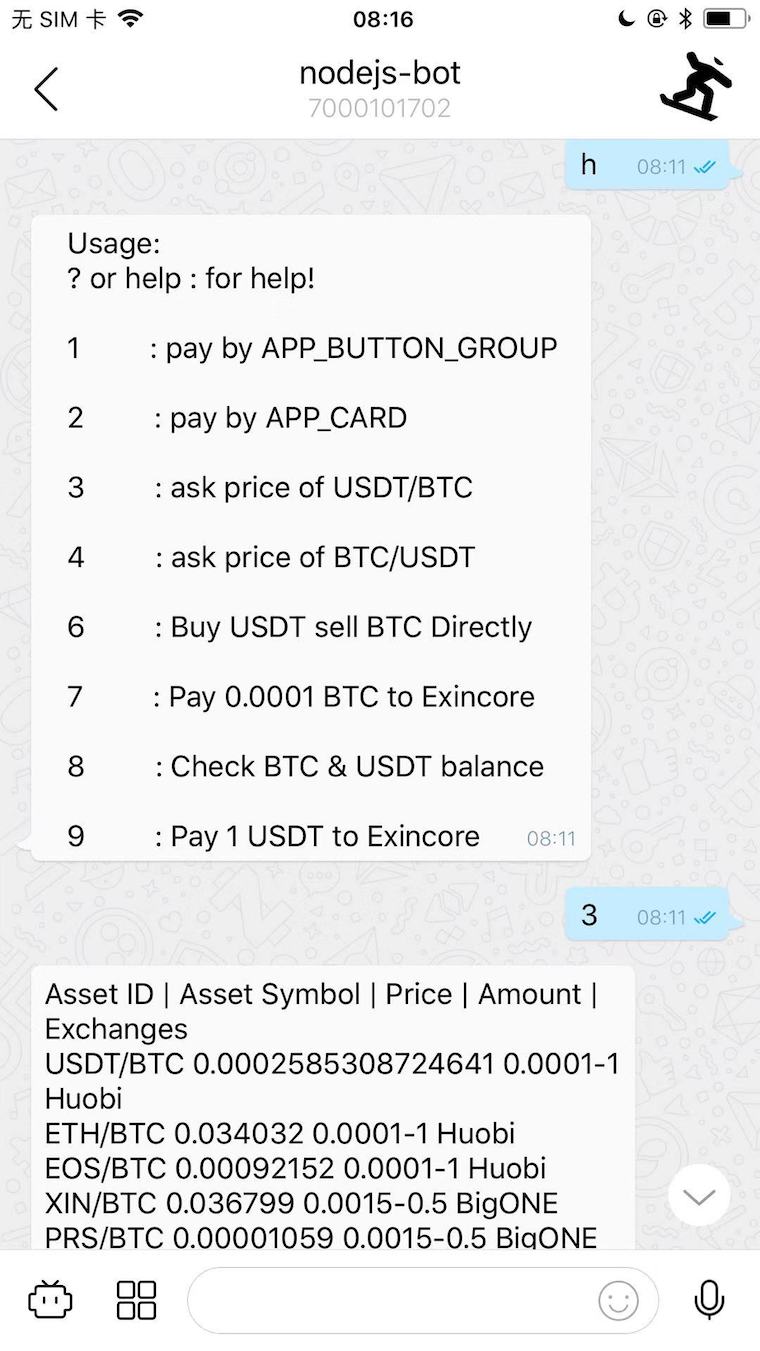 无 SIM 卡
08:16
nodejs-bot
7000101702
h 08:11
Usage:
? or help : for help!
1 : pay by APP_BUTTON_GROUP
2 : pay by APP_CARD
3 : ask price of USDT/BTC
4 : ask price of BTC/USDT
6 : Buy USDT sell BTC Directly
7 : Pay 0.0001 BTC to Exincore
8 : Check BTC & USDT balance
9 : Pay 1 USDT to Exincore 08:11
3 08:11
Asset ID | Asset Symbol | Price | Amount |
Exchanges
USDT/BTC 0.0002585308724641 0.0001-1
Huobi
ETH/BTC 0.034032 0.0001-1 Huobi
EOS/BTC 0.00092152 0.0001-1 Huobi
XIN/BTC 0.036799 0.0015-0.5 BigONE
PRS/BTC 0.00001059 0.0015-0.5 BigONE